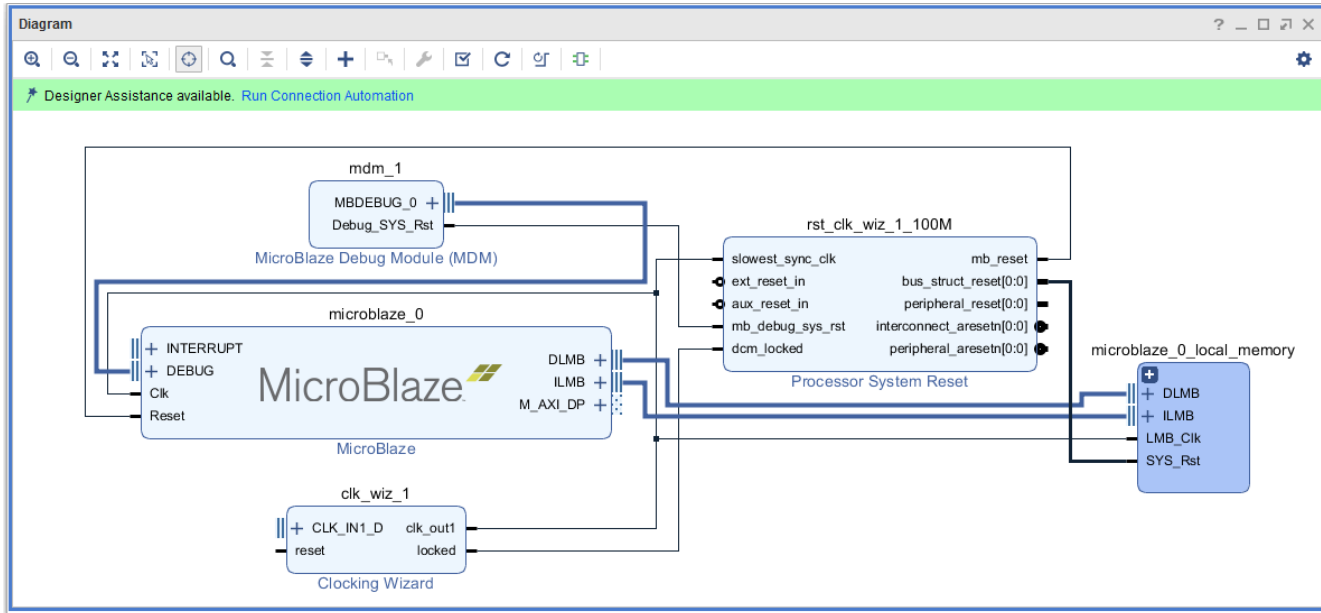 Diagram
Designer Assistance available. Run Connection Automation
mdm_1
MBDEBUG_0
Debug_SYS_Rst
MicroBlaze Debug Module (MDM)
rst_clk_wiz_1_100M
slowest_sync_clk
ext_reset_in
aux_reset_in
mb_debug_sys_rst
dcm_locked
mb_reset
bus_struct_reset[0:0]
peripheral_reset[0:0]
interconnect_aresetn[0:0]
peripheral_aresetn[0:0]
Processor System Reset
microblaze_0
INTERRUPT
DEBUG
Clk
Reset
MicroBlaze
DLMB
ILMB
M_AXI_DP
MicroBlaze
microblaze_0_local_memory
DLMB
ILMB
LMB_Clk
SYS_Rst
clk_wiz_1
CLK_IN1_D
reset
clk_out1
locked
Clocking Wizard